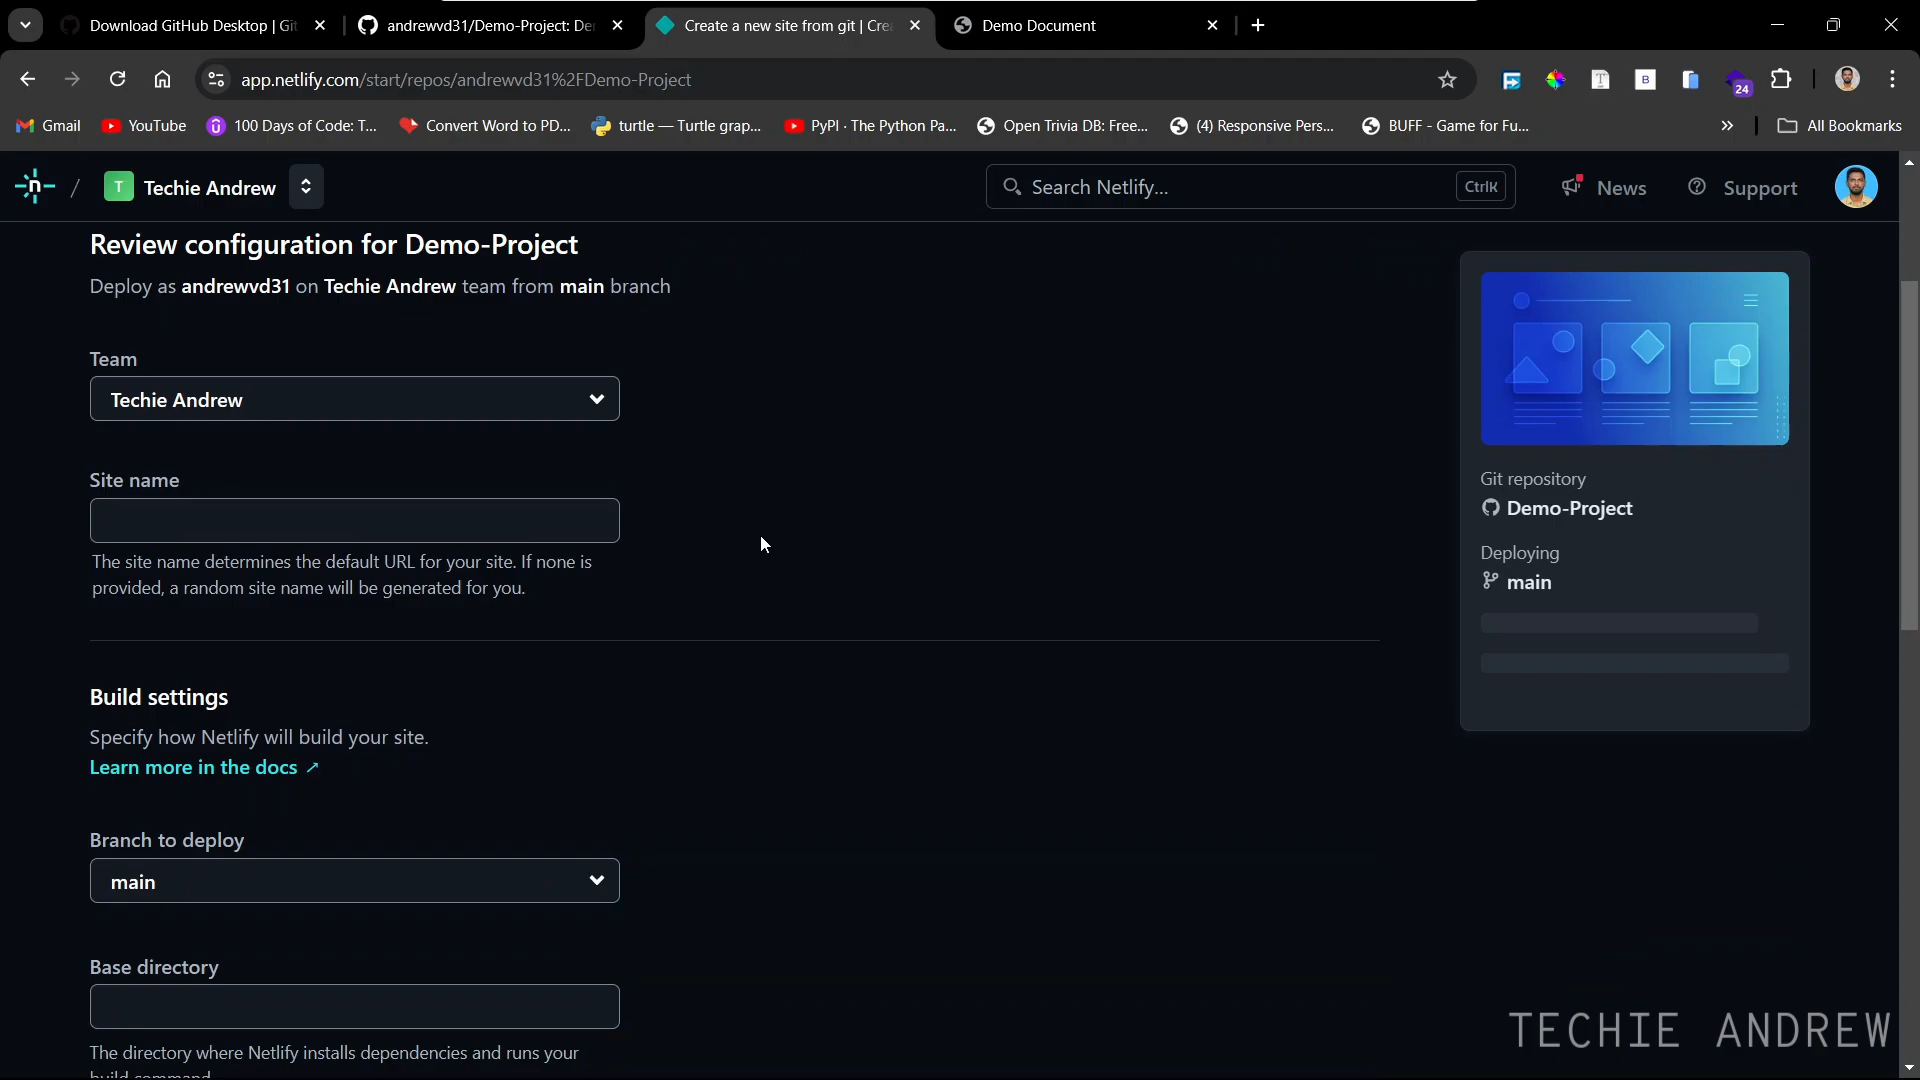 Download GitHub Desktop | Git
andrewvd31/Demo-Project: De
Create a new site from git | Cre
Demo Document
app.netlify.com/start/repos/andrewvd31%2FDemo-Project
24
Gmail
YouTube
100 Days of Code: T...
Convert Word to PD...
turtle — Turtle grap...
PyPI · The Python Pa...
Open Trivia DB: Free...
(4) Responsive Pers...
BUFF - Game for Fu...
All Bookmarks
n / T Techie Andrew
Search Netlify...
CtrlK
News
Support
Review configuration for Demo-Project
Deploy as andrewvd31 on Techie Andrew team from main branch
Team
Techie Andrew
Site name
The site name determines the default URL for your site. If none is
provided, a random site name will be generated for you.
Build settings
Specify how Netlify will build your site.
Learn more in the docs ↗
Branch to deploy
main
Base directory
The directory where Netlify installs dependencies and runs your
build command.
Git repository
Demo-Project
Deploying
main
TECHIE ANDREW